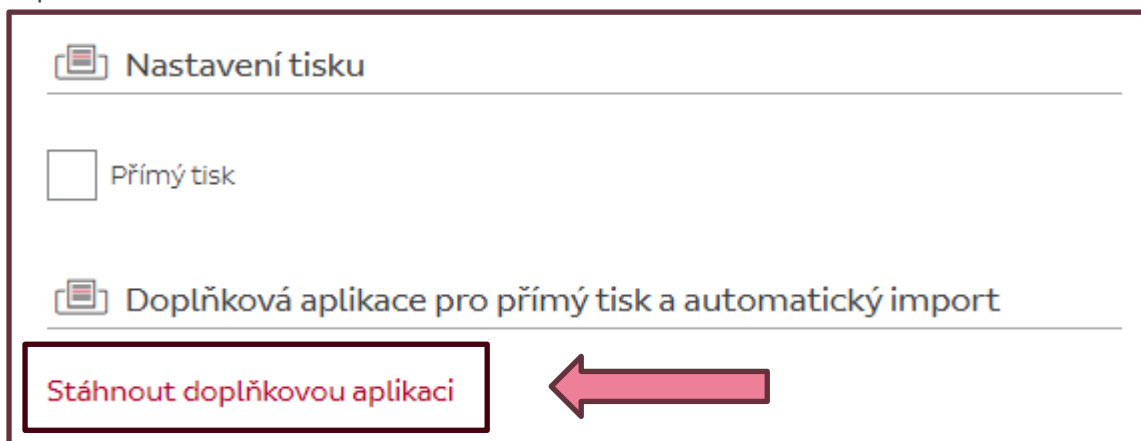 Nastavení tisku
Přímý tisk
Doplňková aplikace pro přímý tisk a automatický import
Stáhnout doplňkovou aplikaci